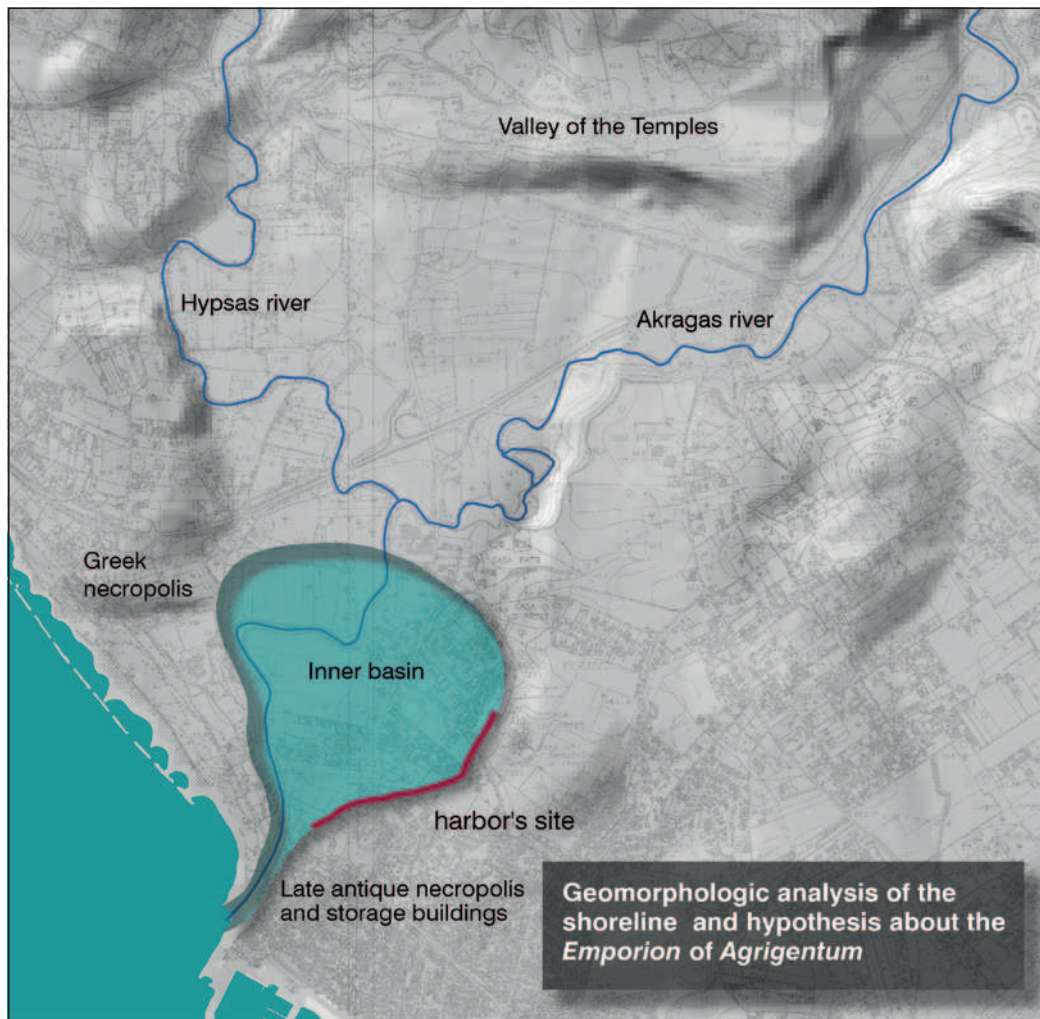 Valley of the Temples
Hypsas river
Akragas river
Greek
necropolis
Inner basin
harbor's site
Late antique necropolis
and storage buildings
Geomorphologic analysis of the
shoreline and hypothesis about the
Emporion of Agrigentum